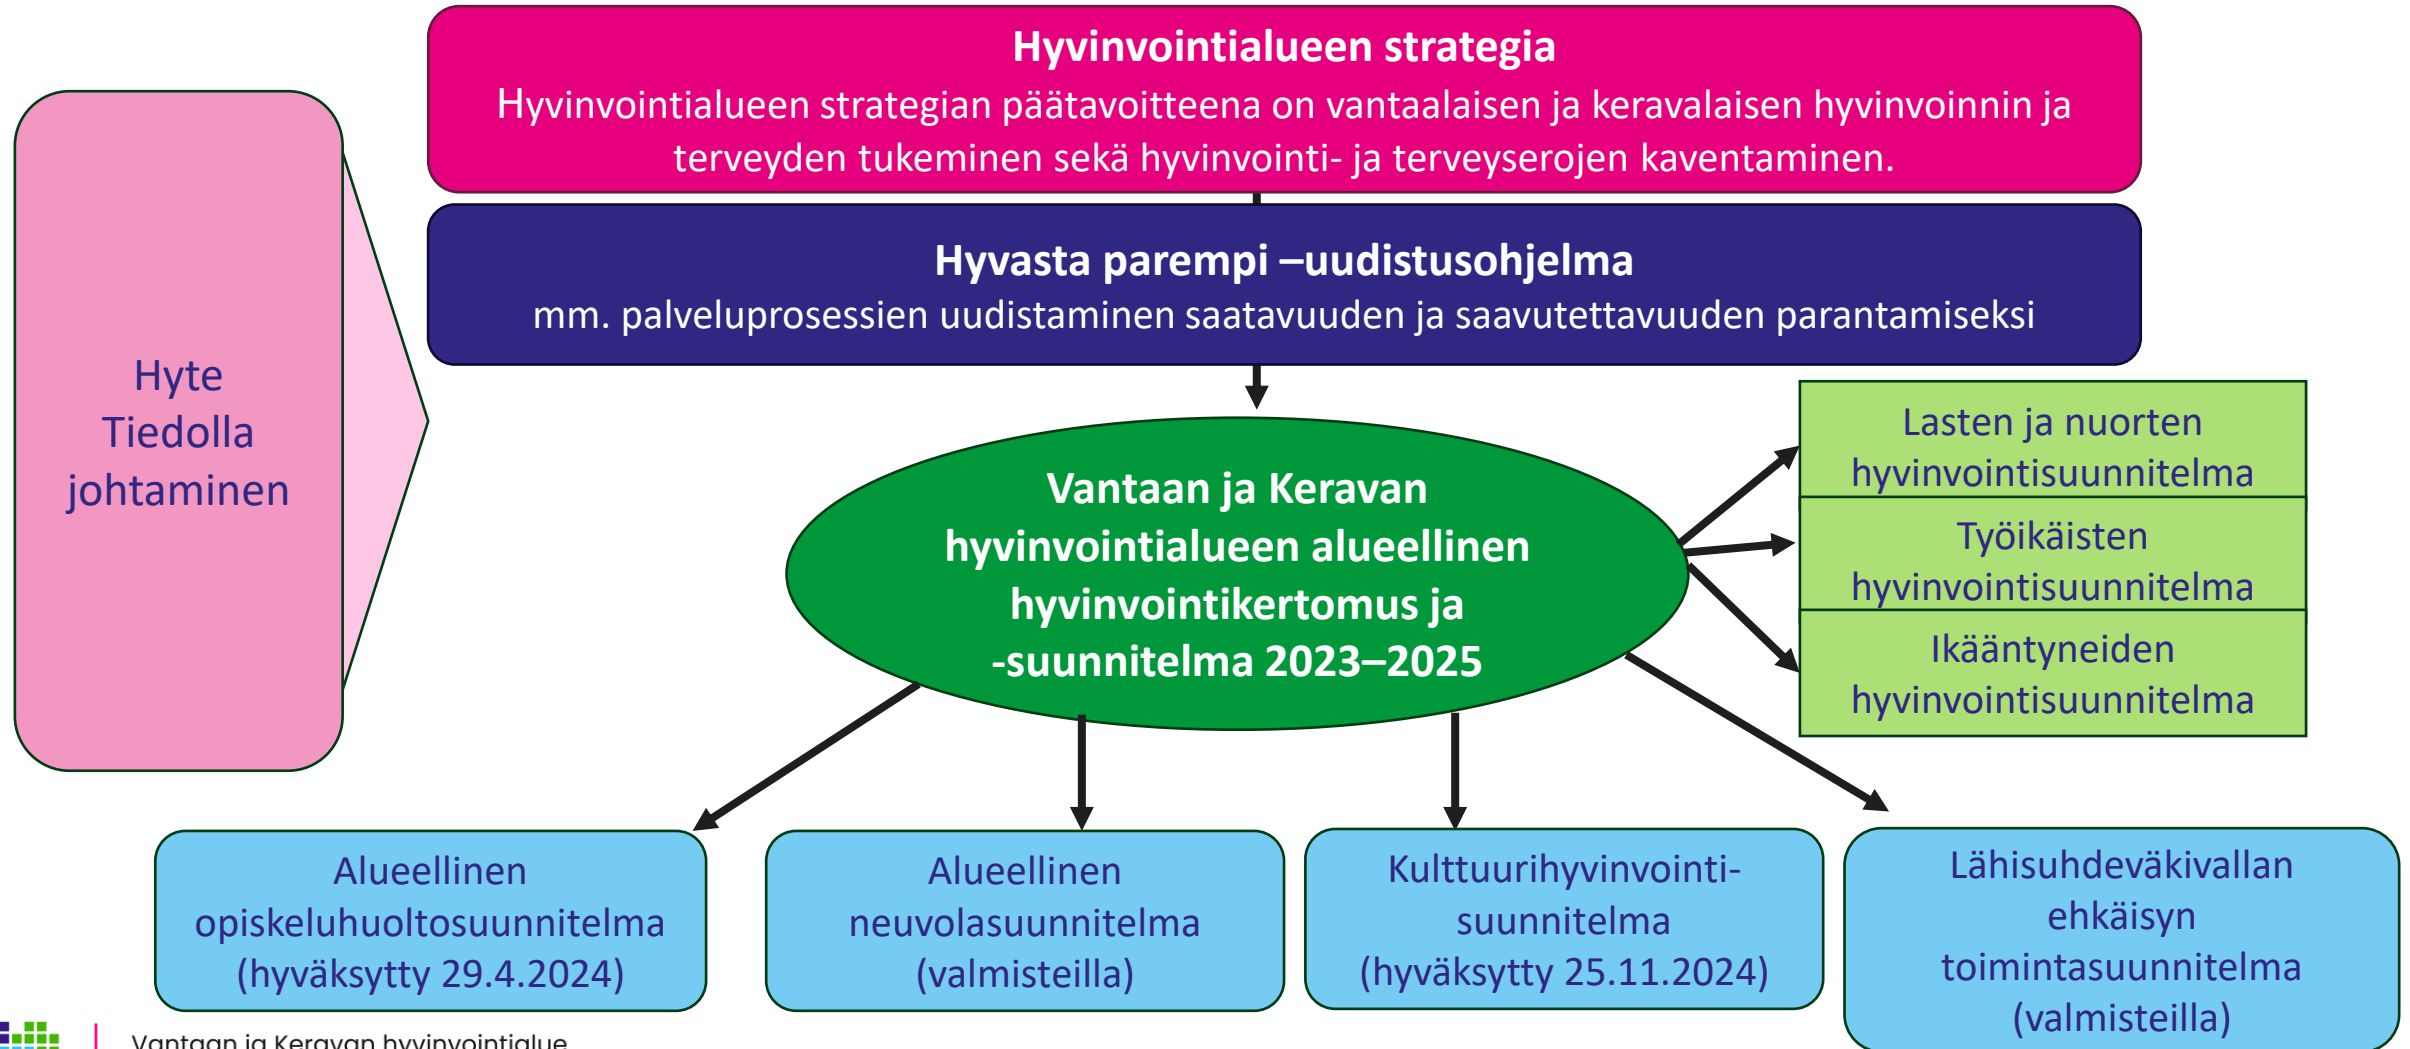 Hyvinvointialueen strategia
Hyvinvointialueen strategian päätavoitteena on vantaalaisen ja keravalaisen hyvinvoinnin ja
terveyden tukeminen sekä hyvinvointi- ja terveyserojen kaventaminen.
Hyvasta parempi –uudistusohjelma
mm. palveluprosessien uudistaminen saatavuuden ja saavutettavuuden parantamiseksi
Hyte
Tiedolla
johtaminen
Vantaan ja Keravan
hyvinvointialueen alueellinen
hyvinvointikertomus ja
-suunnitelma 2023–2025
Lasten ja nuorten
hyvinvointisuunnitelma
Työikäisten
hyvinvointisuunnitelma
Ikääntyneiden
hyvinvointisuunnitelma
Alueellinen
opiskeluhuoltosuunnitelma
(hyväksytty 29.4.2024)
Alueellinen
neuvolasuunnitelma
(valmisteilla)
Kulttuurihyvinvointi-
suunnitelma
(hyväksytty 25.11.2024)
Lähisuhdeväkivallan
ehkäisyn
toimintasuunnitelma
(valmisteilla)
Vantaan ja Keravan hyvinvointialue